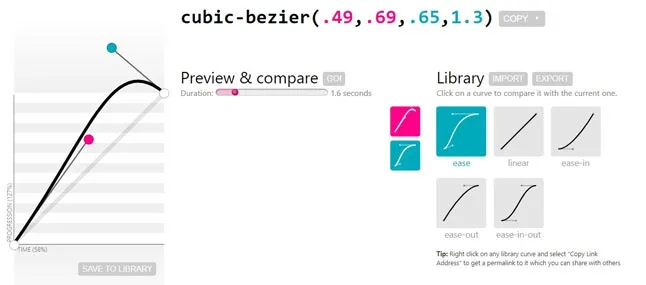 cubic-bezier(.49,.69,.65,1.3)
COPY
Preview & compare GO!
Duration: 1.6 seconds
Library IMPORT EXPORT
Click on a curve to compare it with the current one.
ease
linear
ease-in
ease-out
ease-in-out
Tip: Right click on any library curve and select "Copy Link
Address" to get a permalink to it which you can share with others
PROGRESSION (127%)
TIME (58%)
SAVE TO LIBRARY